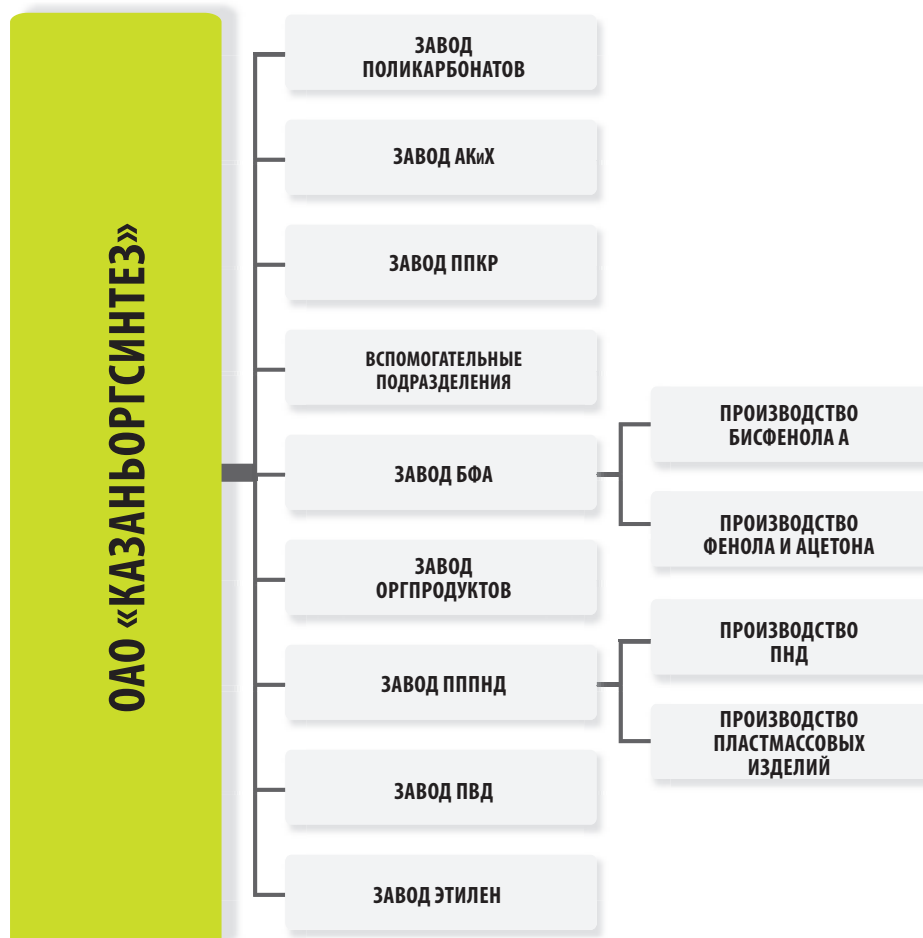 ОАО «КАЗАНЬОРГСИНТЕЗ»
ЗАВОД
ПОЛИКАРБОНАТОВ
ЗАВОД АКиХ
ЗАВОД ППКР
ВСПОМОГАТЕЛЬНЫЕ
ПОДРАЗДЕЛЕНИЯ
ЗАВОД БФА
ПРОИЗВОДСТВО
БИСФЕНОЛА А
ПРОИЗВОДСТВО
ФЕНОЛА И АЦЕТОНА
ЗАВОД
ОРГПРОДУКТОВ
ЗАВОД ПППНД
ПРОИЗВОДСТВО
ПНД
ПРОИЗВОДСТВО
ПЛАСТМАССОВЫХ
ИЗДЕЛИЙ
ЗАВОД ПВД
ЗАВОД ЭТИЛЕН